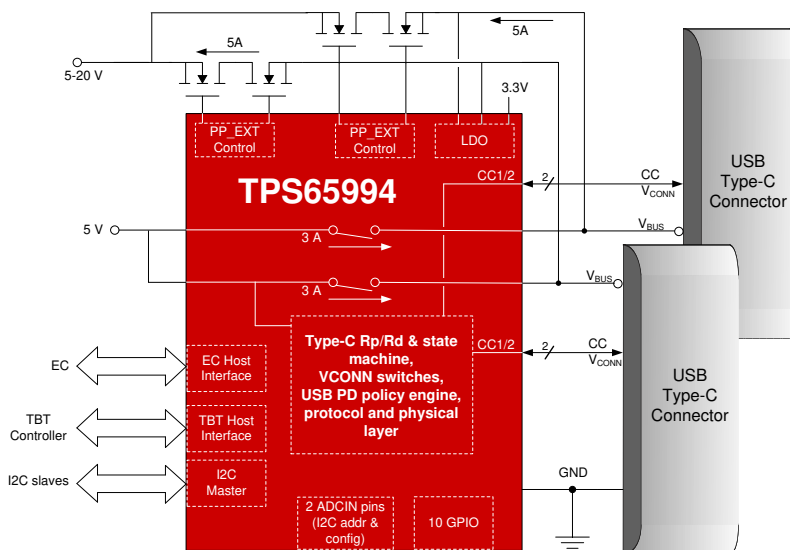 5A
5A
5-20 V
3.3V
PP_EXT
Control
PP_EXT
Control
LDO
USB
Type-C
Connector
TPS65994
CC1/2
2
CC
VCONN
5 V
3 A
VBUS
3 A
VBUS
Type-C Rp/Rd & state
machine,
VCONN switches,
USB PD policy engine,
protocol and physical
layer
CC1/2
2
CC
VCONN
USB
Type-C
Connector
EC
EC Host
Interface
TBT
Controller
TBT Host
Interface
I2C slaves
I2C
Master
GND
2 ADCIN pins
(I2C addr &
config)
10 GPIO